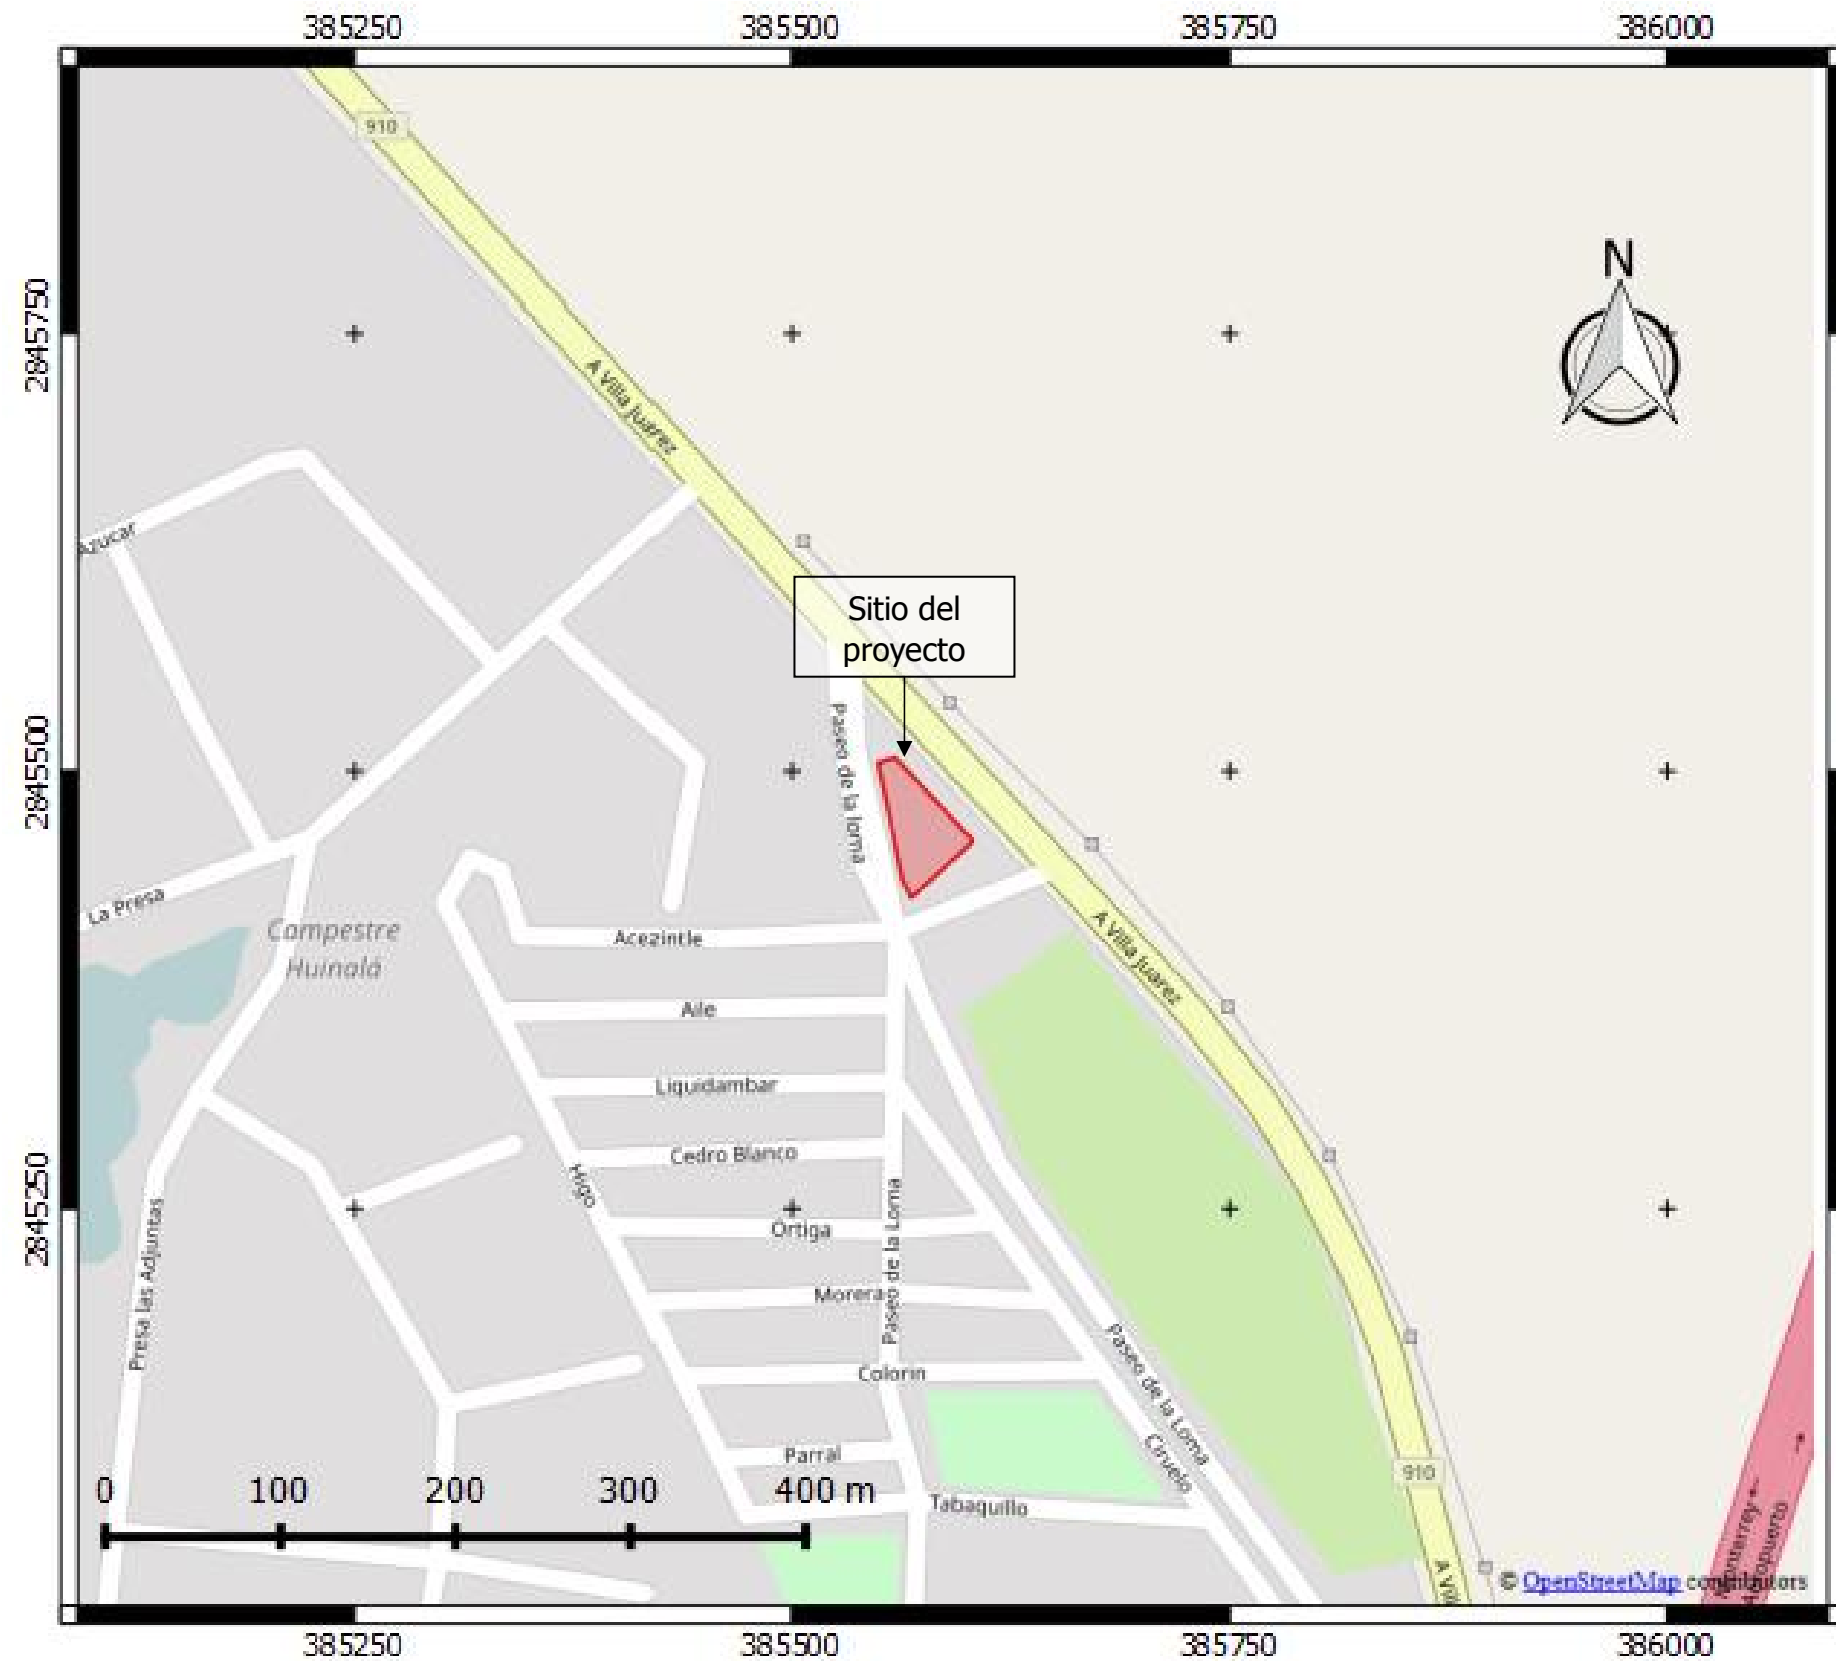 385250
385500
385750
386000
910
N
2845750
A Villa Juarez
Azucar
Sitio del
proyecto
Paseo de la loma
2845500
La Presa
Campestre
Huinalá
Acezintle
A Villa Juarez
Aile
Liquidambar
Cedro Blanco
Higo
2845250
Ortiga
Paseo de la Loma
Presa las Adjuntas
Morera
Paseo de la Loma
Colorin
Ciruelo
Parral
910
0 100 200 300 400 m
Tabaquillo
Monterrey -
Aeropuerto
A Vill
© OpenStreetMap contributors
385250
385500
385750
386000